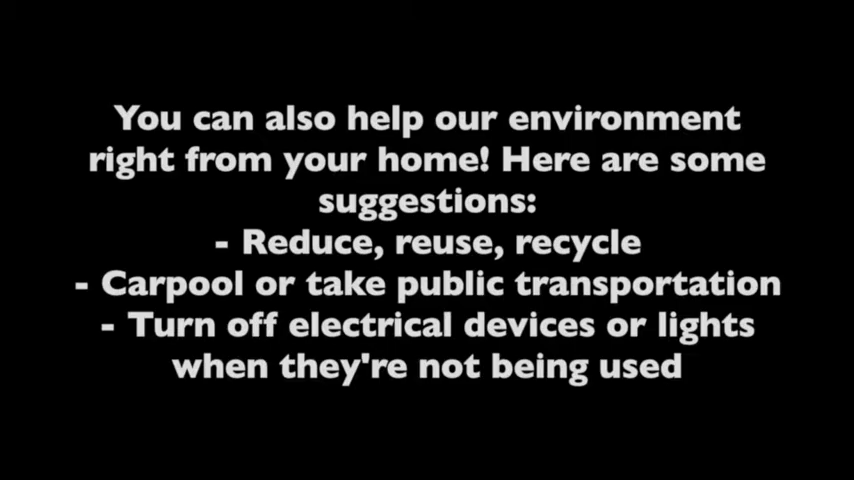 You can also help our environment
right from your home! Here are some
suggestions:
- Reduce, reuse, recycle
- Carpool or take public transportation
- Turn off electrical devices or lights
when they're not being used